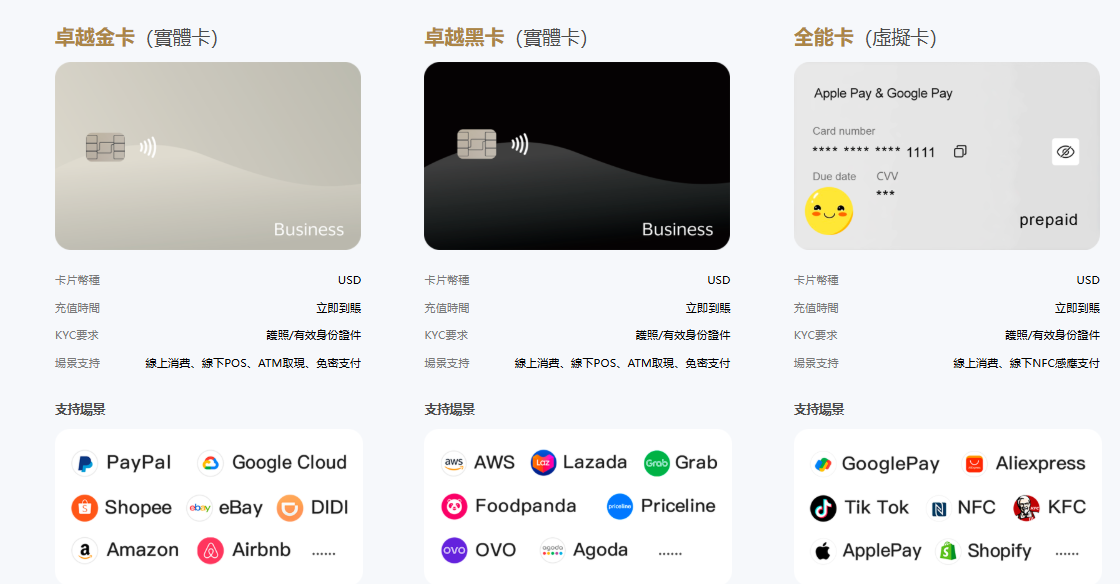 卓越金卡（實體卡）
Business
卡片幣種 USD
充值時間 立即到賬
KYC要求 護照/有效身份證件
場景支持 線上消費、線下POS、ATM取現、免密支付
支持場景
PayPal Google Cloud
Shopee ebay eBay DIDI
a Amazon Airbnb ......
卓越黑卡（實體卡）
Business
卡片幣種 USD
充值時間 立即到賬
KYC要求 護照/有效身份證件
場景支持 線上消費、線下POS、ATM取現、免密支付
支持場景
aws AWS Laz Lazada Grab Grab
Foodpanda priceline Priceline
OVO OVO agoda Agoda ......
全能卡（虛擬卡）
Apple Pay & Google Pay
Card number
**** **** **** 1111
Due date CVV
***
prepaid
卡片幣種 USD
充值時間 立即到賬
KYC要求 護照/有效身份證件
場景支持 線上消費、線下NFC感應支付
支持場景
GooglePay Aliexpress
Tik Tok NFC KFC
ApplePay Shopify ......